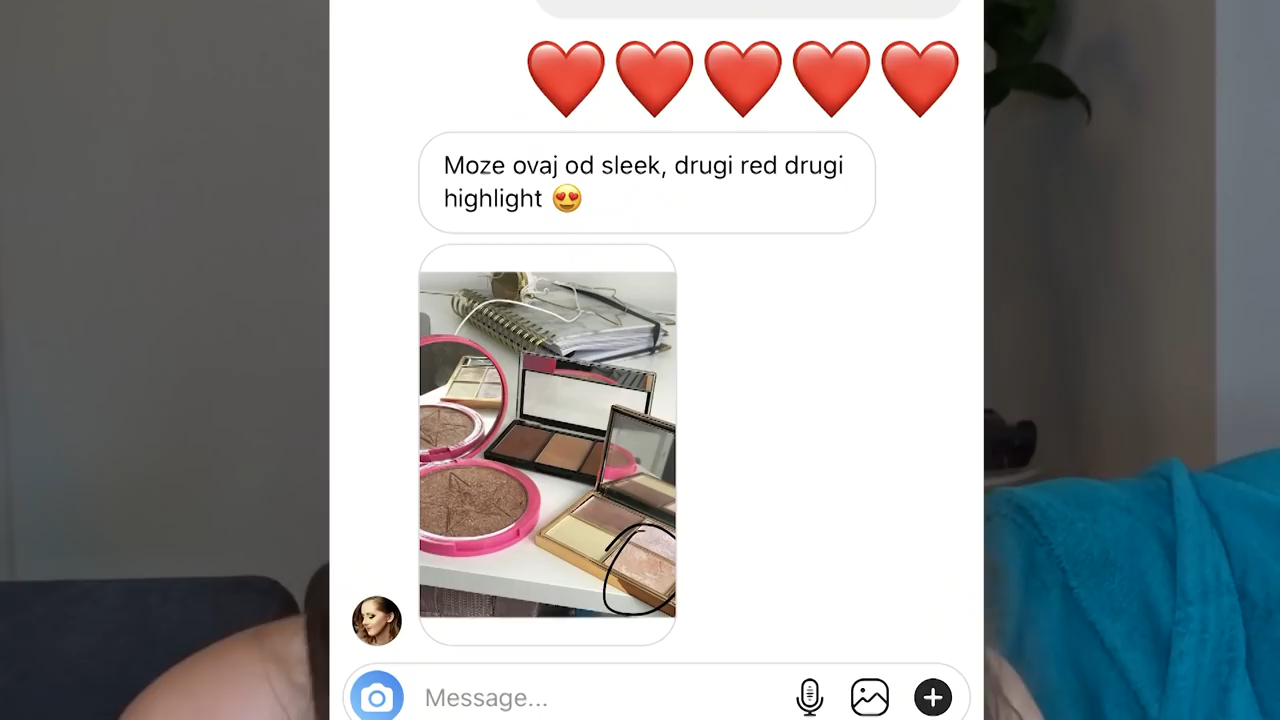 Moze ovaj od sleek, drugi red drugi
highlight 😍
Message...